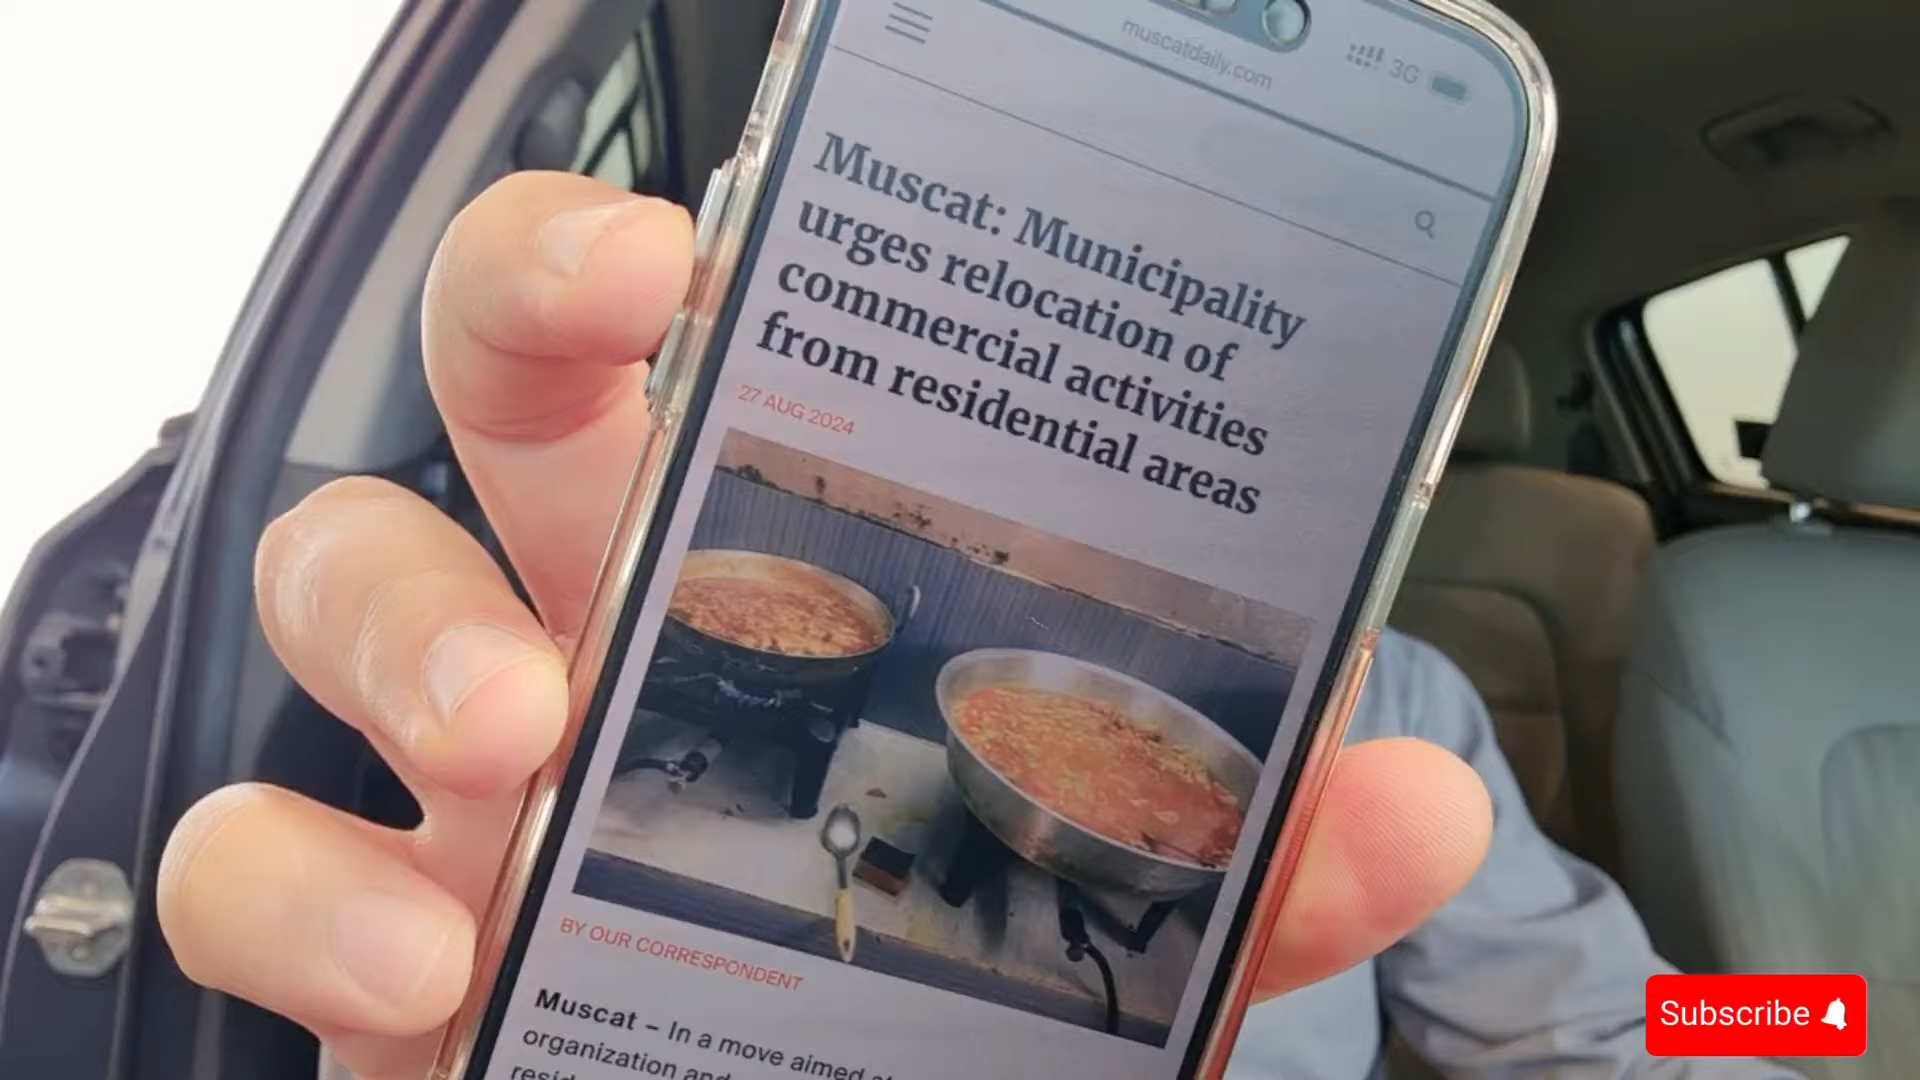 muscatdaily.com
3G
Muscat: Municipality
urges relocation of
commercial activities
from residential areas
27 AUG 2024
BY OUR CORRESPONDENT
Muscat – In a move aimed at
organization and
Subscribe